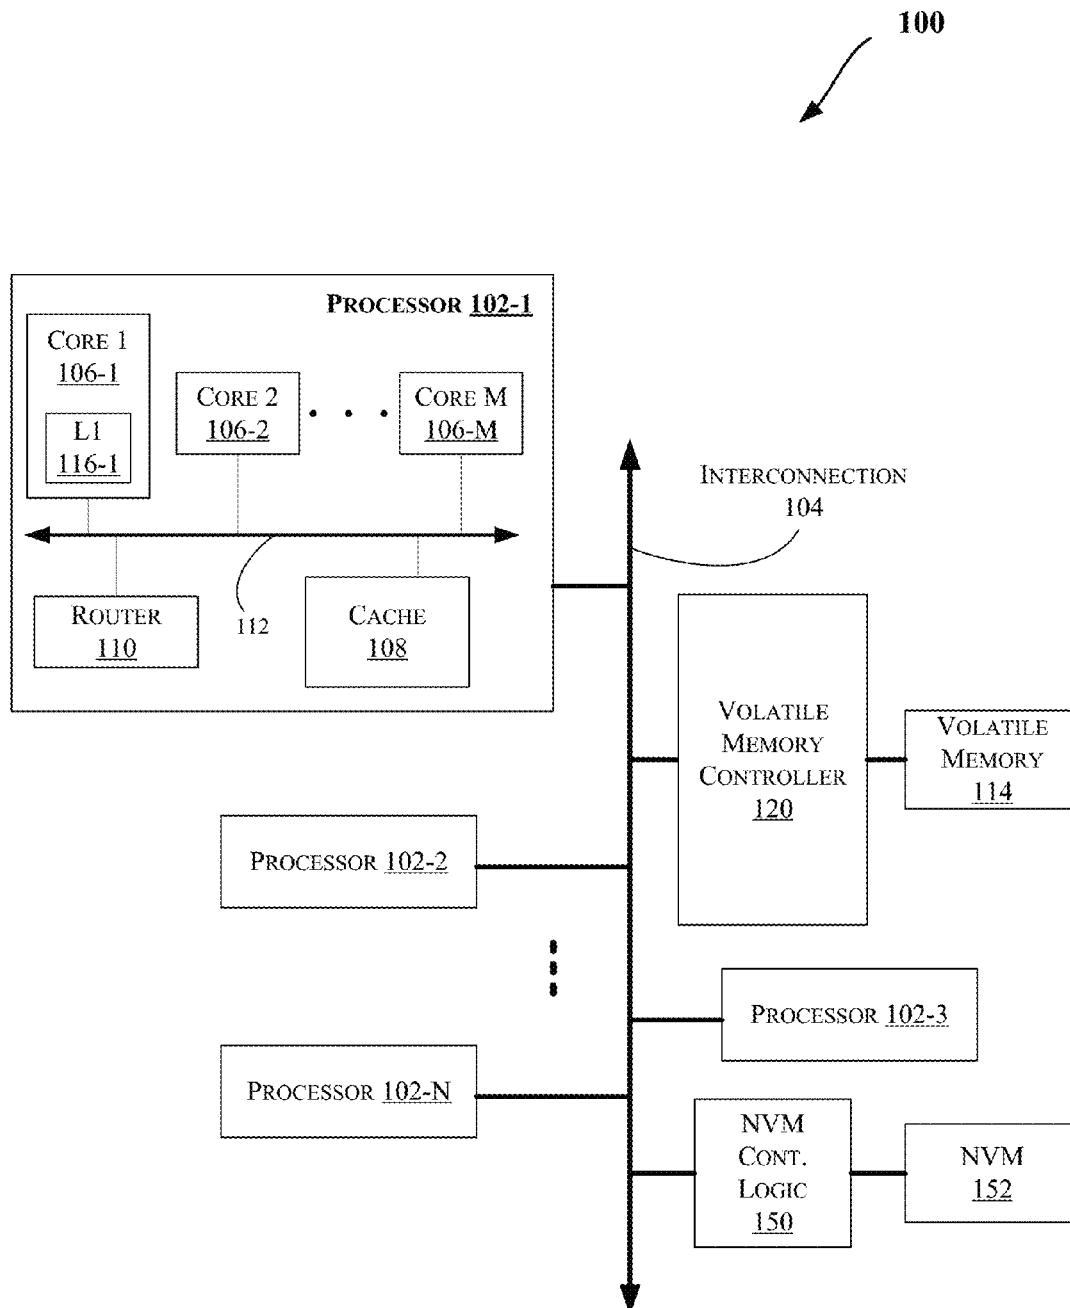 100
PROCESSOR 102-1
CORE 1
106-1
L1
116-1
CORE 2
106-2
CORE M
106-M
ROUTER
110
112
CACHE
108
INTERCONNECTION
104
VOLATILE
MEMORY
CONTROLLER
120
VOLATILE
MEMORY
114
PROCESSOR 102-2
PROCESSOR 102-3
PROCESSOR 102-N
NVM
CONT.
LOGIC
150
NVM
152